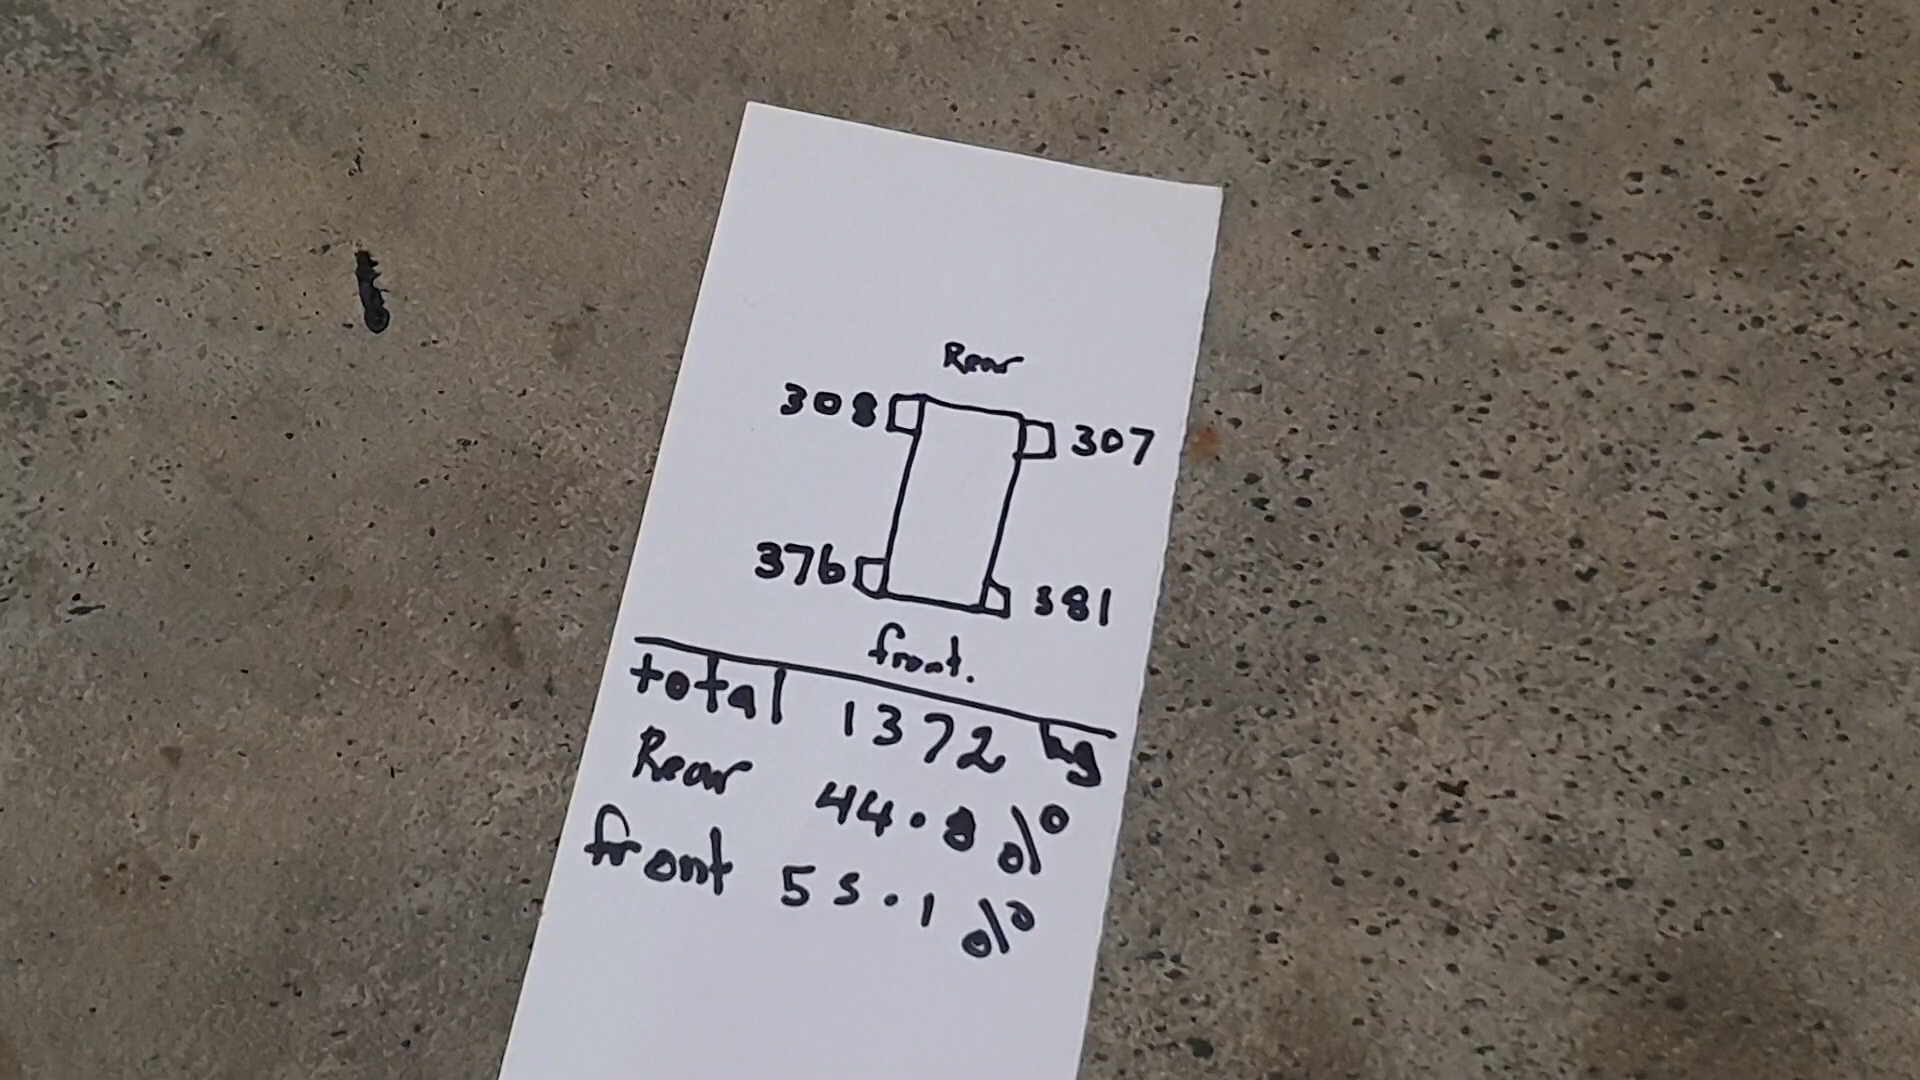 Rear
308 307
376 381
front.
total 1372 kg
Rear 44.8%
front 55.1%